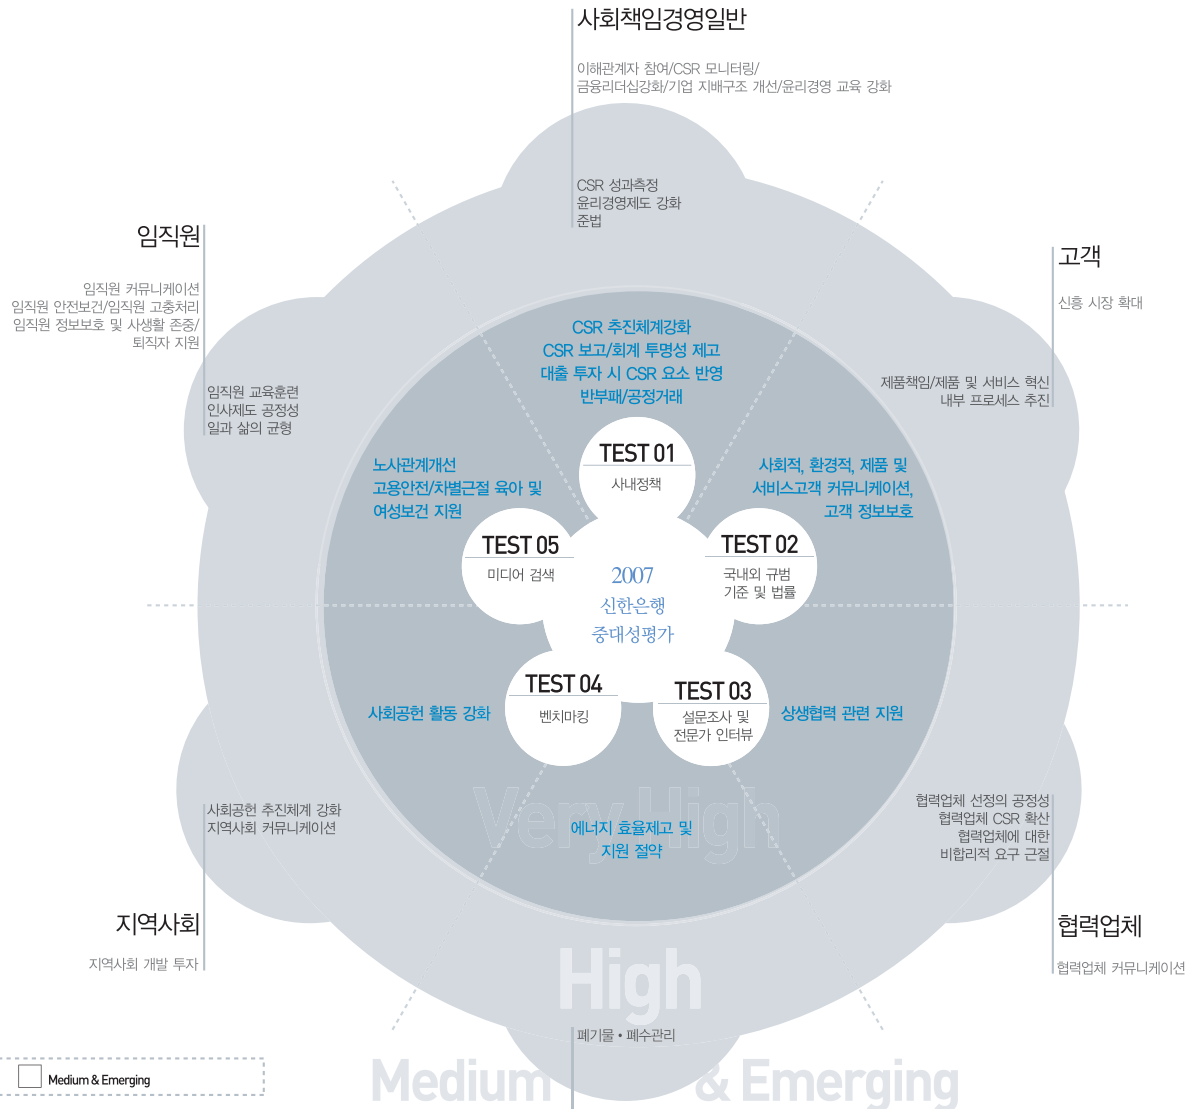 사회책임경영일반
이해관계자 참여/CSR 모니터링/
금융리더십강화/기업 지배구조 개선/윤리경영 교육 강화
CSR 성과측정
윤리경영제도 강화
준법
임직원
임직원 커뮤니케이션
임직원 안전보건/임직원 고충처리
임직원 정보보호 및 사생활 존중/
퇴직자 지원
임직원 교육훈련
인사제도 공정성
일과 삶의 균형
고객
신흥 시장 확대
제품책임/제품 및 서비스 혁신
내부 프로세스 추진
CSR 추진체계강화
CSR 보고/회계 투명성 제고
대출 투자 시 CSR 요소 반영
반부패/공정거래
노사관계개선
고용안전/차별근절 육아 및
여성보건 지원
사회적, 환경적, 제품 및
서비스고객 커뮤니케이션,
고객 정보보호
TEST 01
사내정책
TEST 05
미디어 검색
TEST 02
국내외 규범
기준 및 법률
2007
신한은행
중대성평가
TEST 04
벤치마킹
TEST 03
설문조사 및
전문가 인터뷰
사회공헌 활동 강화
상생협력 관련 지원
Very High
에너지 효율제고 및
지원 절약
사회공헌 추진체계 강화
지역사회 커뮤니케이션
협력업체 선정의 공정성
협력업체 CSR 확산
협력업체에 대한
비합리적 요구 근절
지역사회
지역사회 개발 투자
협력업체
협력업체 커뮤니케이션
High
폐기물 • 폐수관리
Medium & Emerging
Medium & Emerging